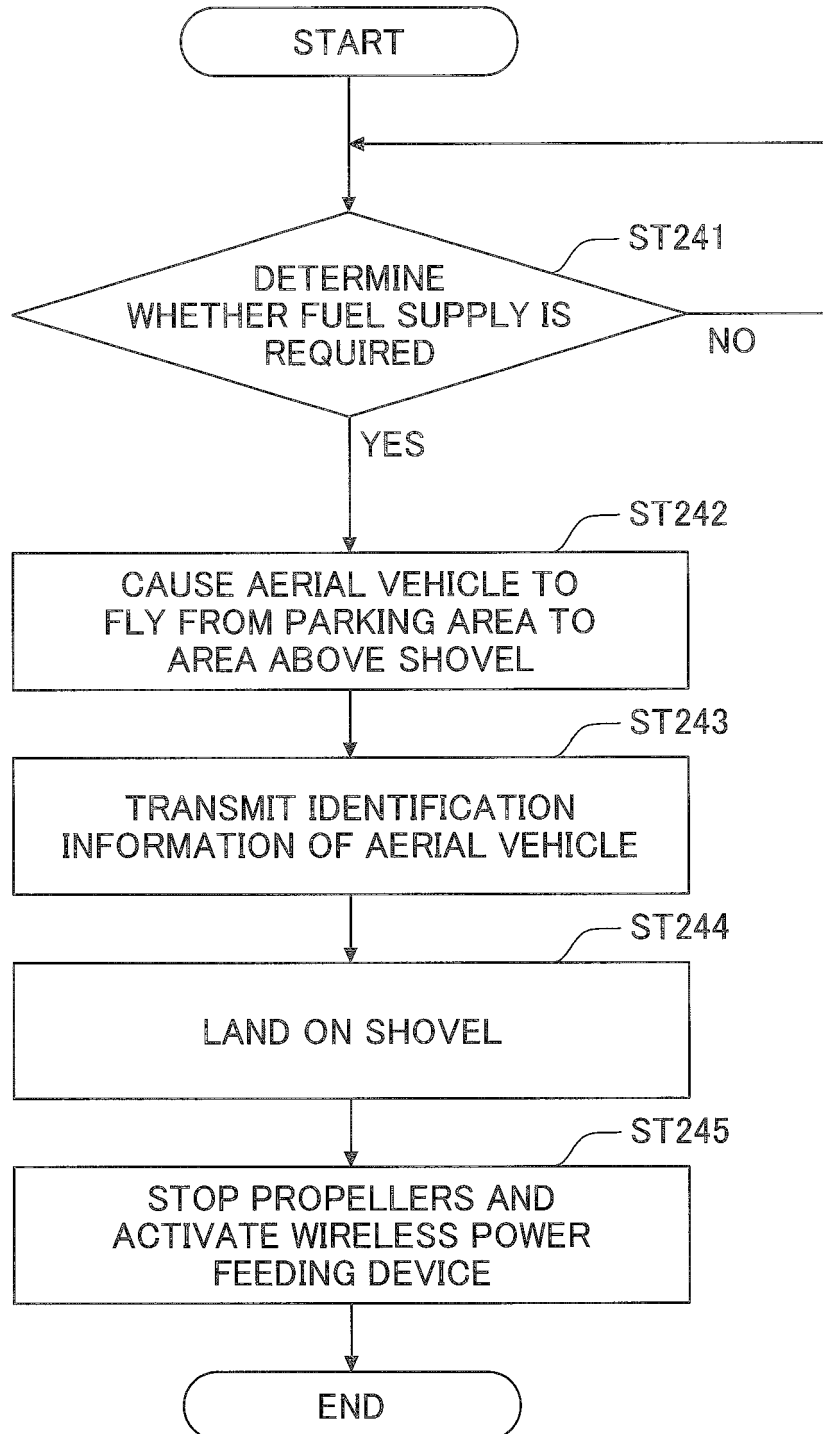 START
ST241
DETERMINE
WHETHER FUEL SUPPLY IS
REQUIRED
NO
YES
ST242
CAUSE AERIAL VEHICLE TO
FLY FROM PARKING AREA TO
AREA ABOVE SHOVEL
ST243
TRANSMIT IDENTIFICATION
INFORMATION OF AERIAL VEHICLE
ST244
LAND ON SHOVEL
ST245
STOP PROPELLERS AND
ACTIVATE WIRELESS POWER
FEEDING DEVICE
END